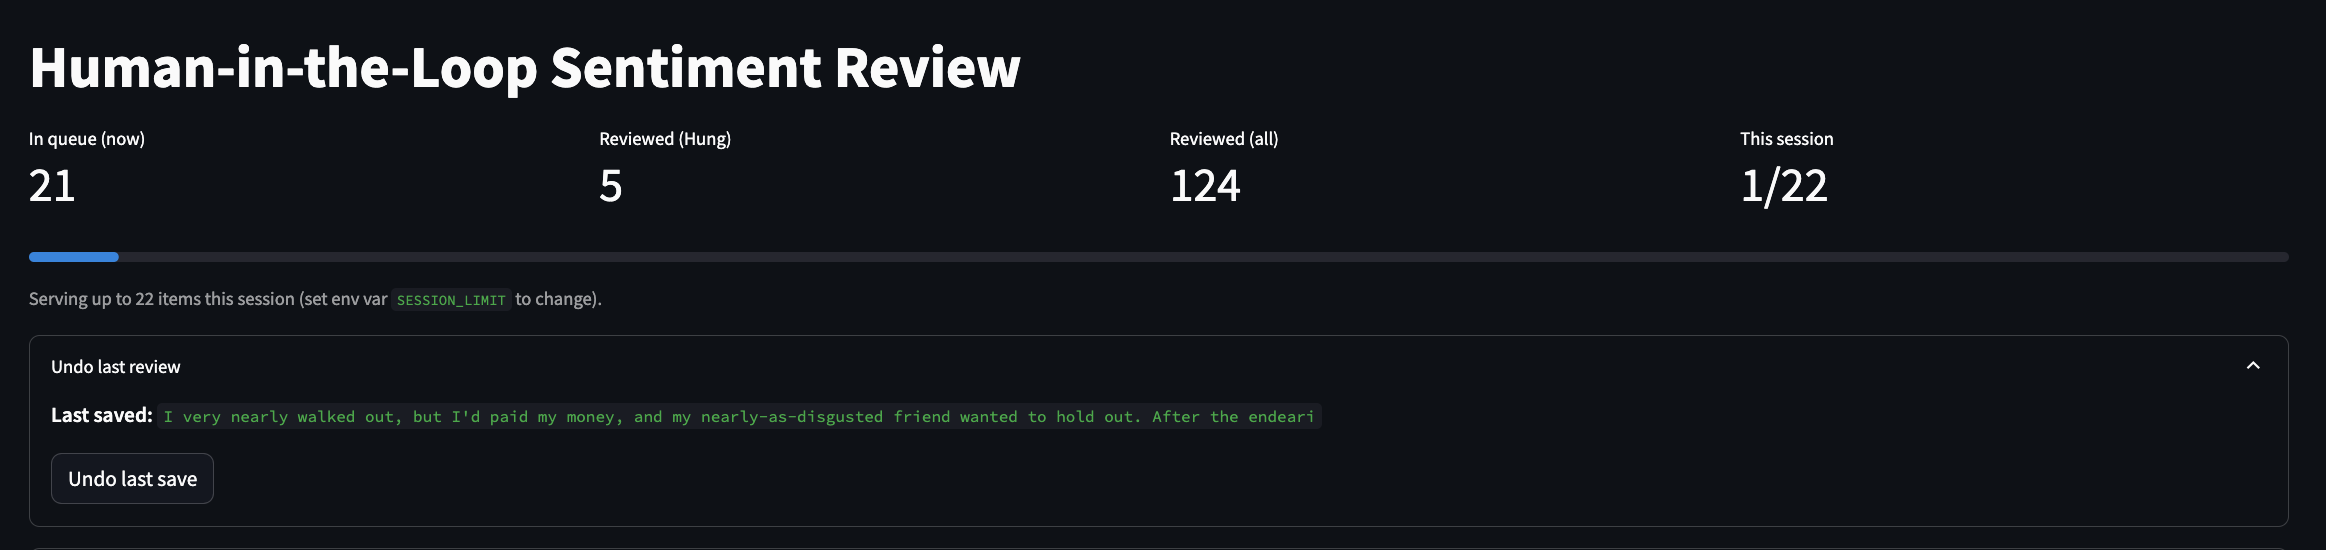 Human-in-the-Loop Sentiment Review
In queue (now)
21
Reviewed (Hung)
5
Reviewed (all)
124
This session
1/22
Serving up to 22 items this session (set env var SESSION_LIMIT to change).
Undo last review
Last saved: I very nearly walked out, but I'd paid my money, and my nearly-as-disgusted friend wanted to hold out. After the endeari
Undo last save